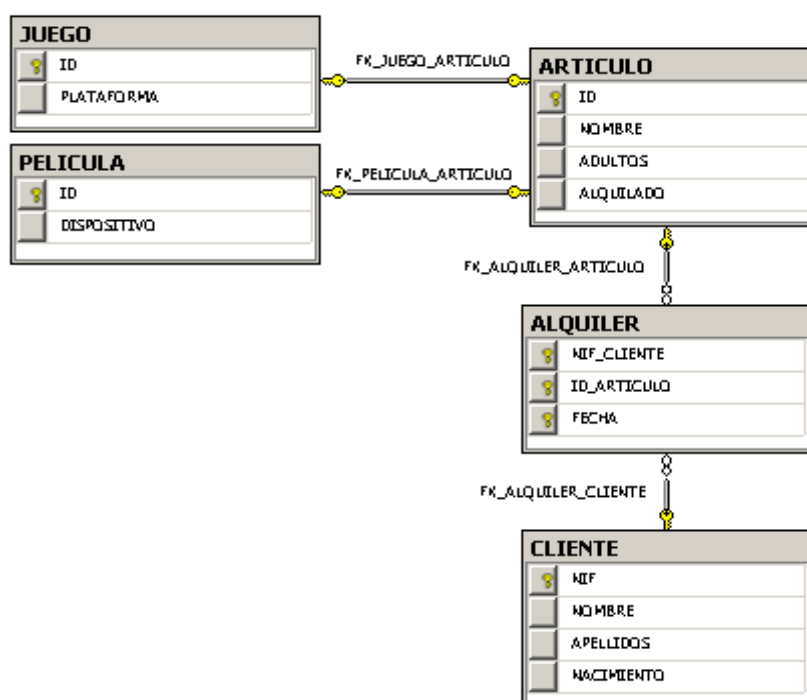 JUEGO
ID
PLATAFORMA
FK_JUEGO_ARTICULO
PELICULA
ID
DISPOSITIVO
FK_PELICULA_ARTICULO
ARTICULO
ID
NOMBRE
ADULTOS
ALQUILADO
FK_ALQUILER_ARTICULO
ALQUILER
NIF_CLIENTE
ID_ARTICULO
FECHA
FK_ALQUILER_CLIENTE
CLIENTE
NIF
NOMBRE
APELLIDOS
NACIMIENTO